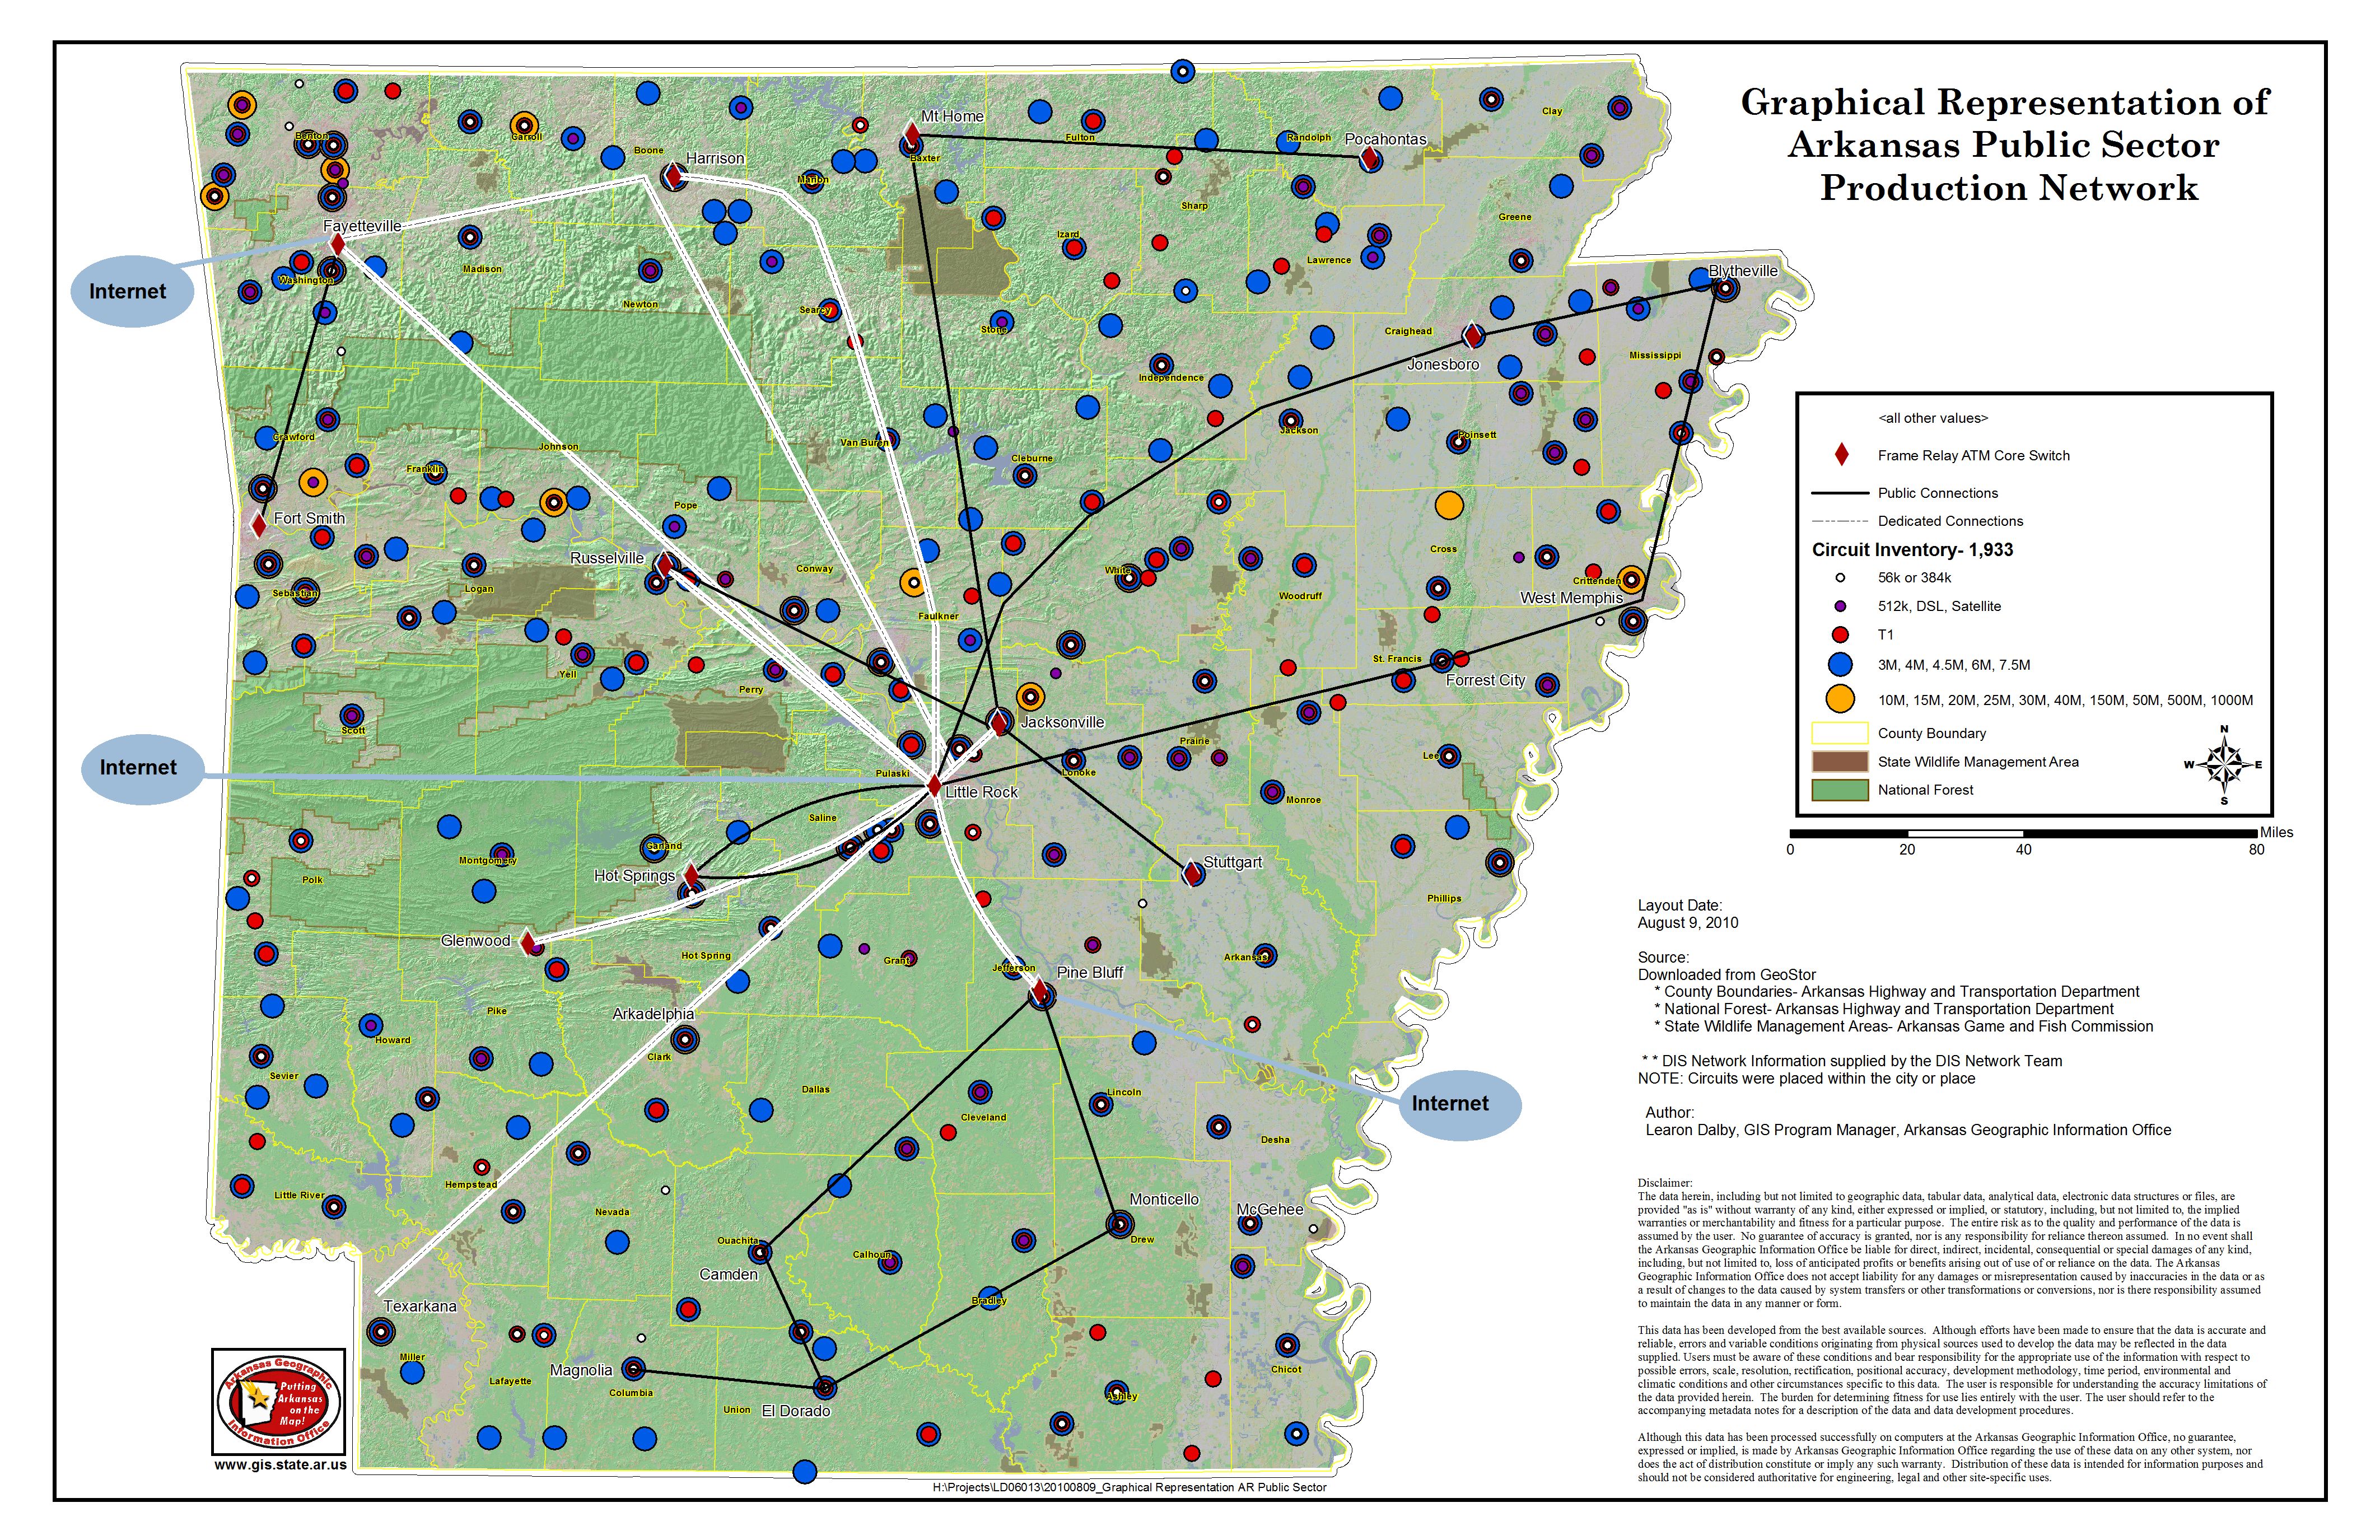 Graphical Representation of
Arkansas Public Sector
Production Network
Mt Home
Clay
Benton
Carroll
Fulton
Randolph
Pocahontas
Boone
Harrison
Baxter
Marion
Sharp
Greene
Fayetteville
Izard
Lawrence
Madison
Blytheville
Internet
Washington
Newton
Searcy
Stone
Craighead
Jonesboro
Mississippi
Independence
Crawford
Johnson
Van Buren
Jackson
Poinsett
Franklin
Cleburne
Pope
Fort Smith
Russelville
Conway
White
Cross
Crittenden
Sebastian
Logan
Woodruff
West Memphis
Faulkner
Yell
Perry
St. Francis
Forrest City
Scott
Jacksonville
Prairie
Lee
Internet
Pulaski
Lonoke
Little Rock
Monroe
Saline
Garland
Montgomery
Polk
Hot Springs
Stuttgart
Phillips
Glenwood
Hot Spring
Grant
Jefferson
Arkansas
Pine Bluff
Arkadelphia
Pike
Howard
Clark
Sevier
Dallas
Lincoln
Cleveland
Internet
Desha
Hempstead
Little River
Nevada
Monticello
McGehee
Ouachita
Calhoun
Drew
Camden
Texarkana
Bradley
Miller
Magnolia
Lafayette
Columbia
Union
El Dorado
Ashley
Chicot
<all other values>
Frame Relay ATM Core Switch
Public Connections
Dedicated Connections
Circuit Inventory- 1,933
56k or 384k
512k, DSL, Satellite
T1
3M, 4M, 4.5M, 6M, 7.5M
10M, 15M, 20M, 25M, 30M, 40M, 150M, 50M, 500M, 1000M
County Boundary
State Wildlife Management Area
National Forest
N
W E
S
Miles
0 20 40 80
Layout Date:
August 9, 2010
Source:
Downloaded from GeoStor
* County Boundaries- Arkansas Highway and Transportation Department
* National Forest- Arkansas Highway and Transportation Department
* State Wildlife Management Areas- Arkansas Game and Fish Commission
* * DIS Network Information supplied by the DIS Network Team
NOTE: Circuits were placed within the city or place
Author:
Learon Dalby, GIS Program Manager, Arkansas Geographic Information Office
Disclaimer:
The data herein, including but not limited to geographic data, tabular data, analytical data, electronic data structures or files, are
provided "as is" without warranty of any kind, either expressed or implied, or statutory, including, but not limited to, the implied
warranties or merchantability and fitness for a particular purpose. The entire risk as to the quality and performance of the data is
assumed by the user. No guarantee of accuracy is granted, nor is any responsibility for reliance thereon assumed. In no event shall
the Arkansas Geographic Information Office be liable for direct, indirect, incidental, consequential or special damages of any kind,
including, but not limited to, loss of anticipated profits or benefits arising out of use of or reliance on the data. The Arkansas
Geographic Information Office does not accept liability for any damages or misrepresentation caused by inaccuracies in the data or as
a result of changes to the data caused by system transfers or other transformations or conversions, nor is there responsibility assumed
to maintain the data in any manner or form.
This data has been developed from the best available sources. Although efforts have been made to ensure that the data is accurate and
reliable, errors and variable conditions originating from physical sources used to develop the data may be reflected in the data
supplied. Users must be aware of these conditions and bear responsibility for the appropriate use of the information with respect to
possible errors, scale, resolution, rectification, positional accuracy, development methodology, time period, environmental and
climatic conditions and other circumstances specific to this data. The user is responsible for understanding the accuracy limitations of
the data provided herein. The burden for determining fitness for use lies entirely with the user. The user should refer to the
accompanying metadata notes for a description of the data and data development procedures.
Although this data has been processed successfully on computers at the Arkansas Geographic Information Office, no guarantee,
expressed or implied, is made by Arkansas Geographic Information Office regarding the use of these data on any other system, nor
does the act of distribution constitute or imply any such warranty. Distribution of these data is intended for information purposes and
should not be considered authoritative for engineering, legal and other site-specific uses.
Arkansas Geographic
Putting
Arkansas
on the
Map!
Information Office
www.gis.state.ar.us
H:\Projects\LD06013\20100809_Graphical Representation AR Public Sector